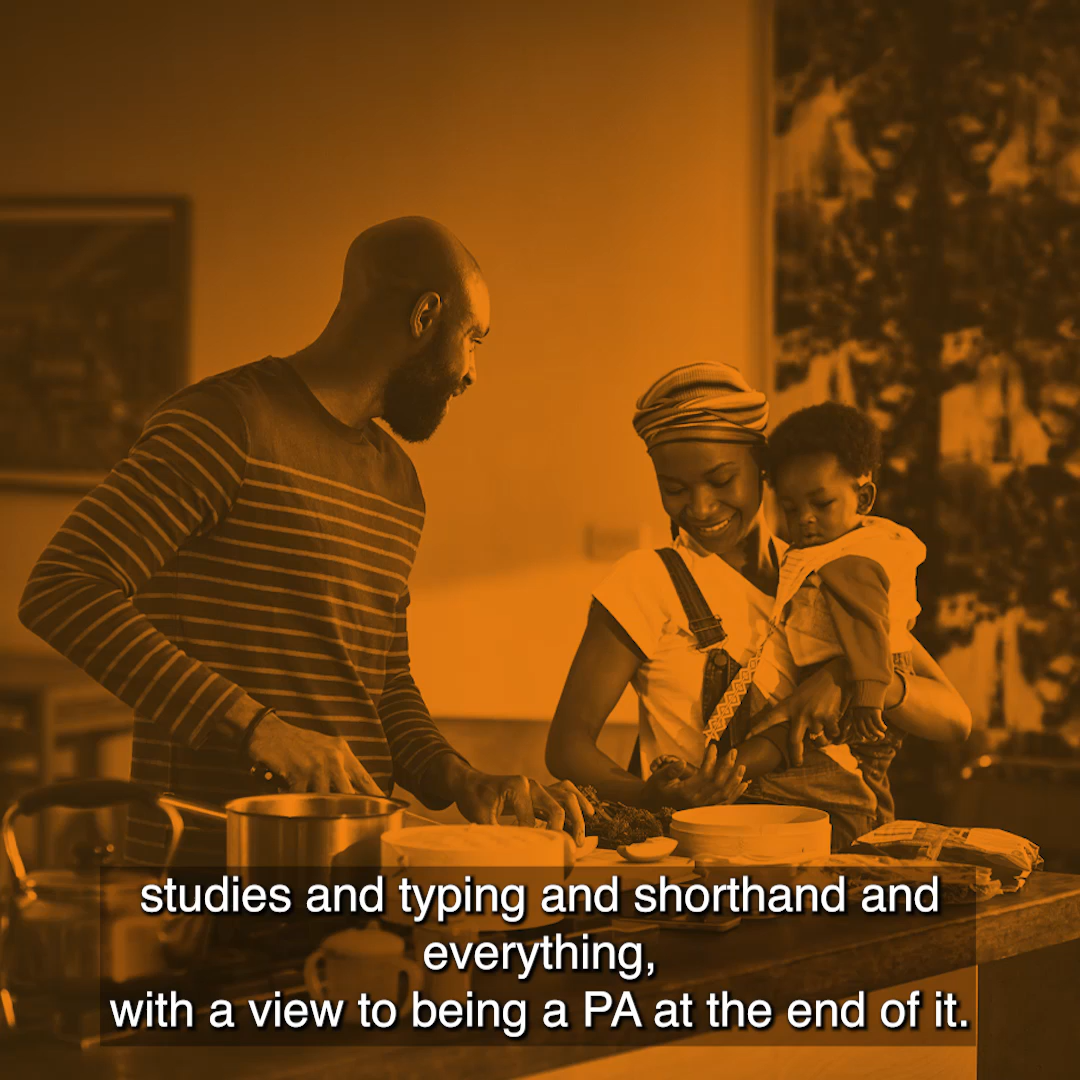 studies and typing and shorthand and
everything,
with a view to being a PA at the end of it.